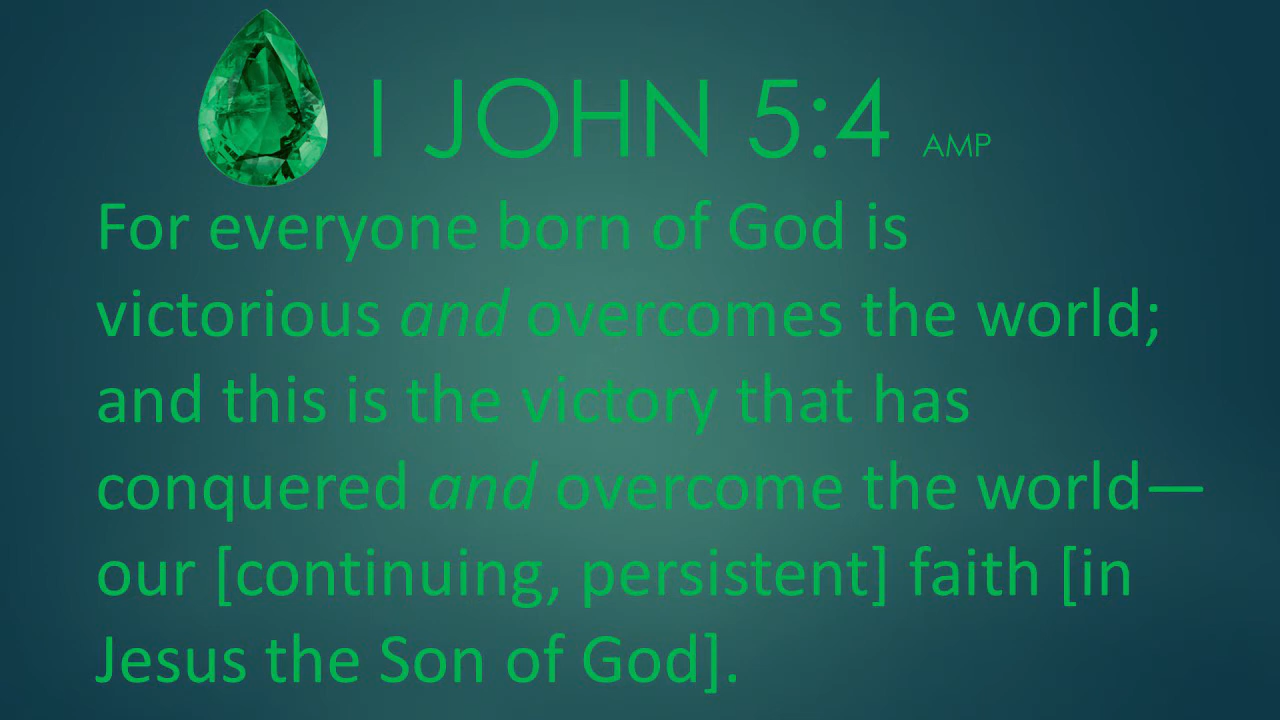 I JOHN 5:4 AMP
For everyone born of God is
victorious and overcomes the world;
and this is the victory that has
conquered and overcome the world—
our [continuing, persistent] faith [in
Jesus the Son of God].